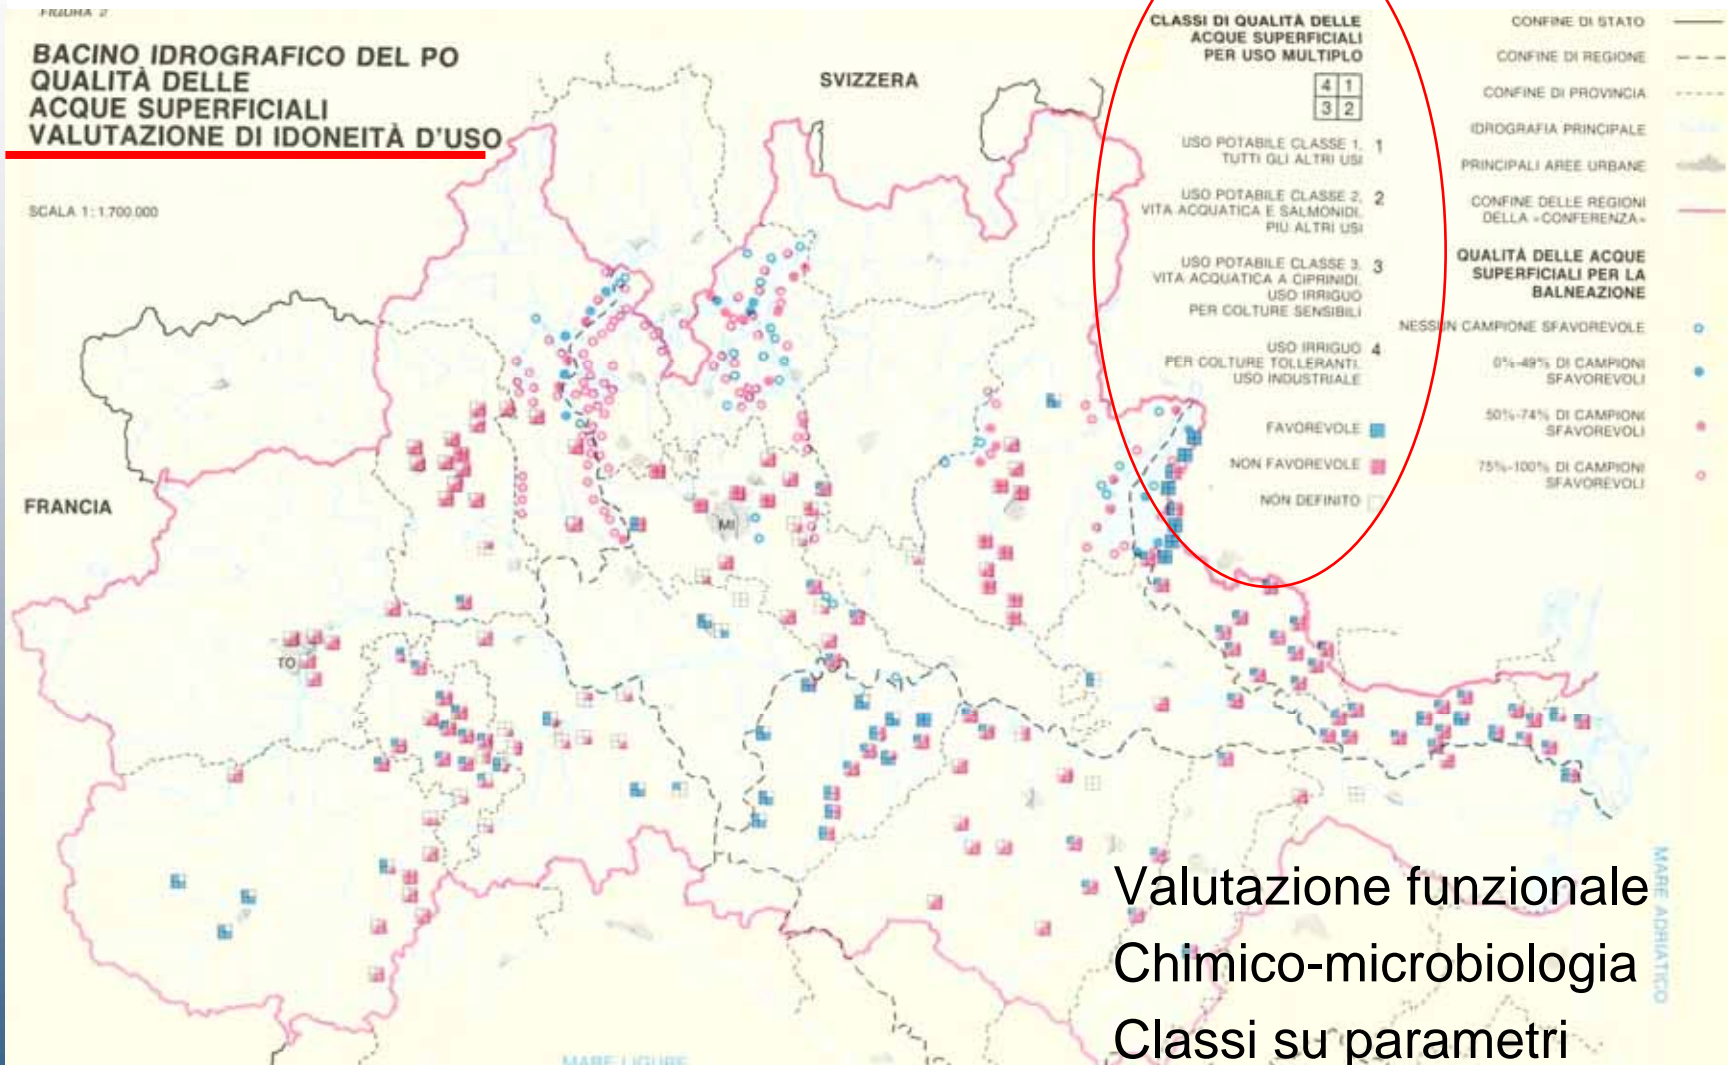 FIGURA 2
BACINO IDROGRAFICO DEL PO
QUALITÀ DELLE
ACQUE SUPERFICIALI
VALUTAZIONE DI IDONEITÀ D'USO
SCALA 1:1.700.000
SVIZZERA
FRANCIA
TO
MI
MARE LIGURE
MARE ADRIATICO
CLASSI DI QUALITÀ DELLE
ACQUE SUPERFICIALI
PER USO MULTIPLO
4 1
3 2
USO POTABILE CLASSE 1, 1
TUTTI GLI ALTRI USI
USO POTABILE CLASSE 2, 2
VITA ACQUATICA E SALMONIDI,
PIÙ ALTRI USI
USO POTABILE CLASSE 3, 3
VITA ACQUATICA A CIPRINIDI,
USO IRRIGUO
PER COLTURE SENSIBILI
USO IRRIGUO 4
PER COLTURE TOLLERANTI,
USO INDUSTRIALE
FAVOREVOLE
NON FAVOREVOLE
NON DEFINITO
CONFINE DI STATO
CONFINE DI REGIONE
CONFINE DI PROVINCIA
IDROGRAFIA PRINCIPALE
PRINCIPALI AREE URBANE
CONFINE DELLE REGIONI
DELLA «CONFERENZA»
QUALITÀ DELLE ACQUE
SUPERFICIALI PER LA
BALNEAZIONE
NESSUN CAMPIONE SFAVOREVOLE
0%-49% DI CAMPIONI
SFAVOREVOLI
50%-74% DI CAMPIONI
SFAVOREVOLI
75%-100% DI CAMPIONI
SFAVOREVOLI
Valutazione funzionale
Chimico-microbiologia
Classi su parametri